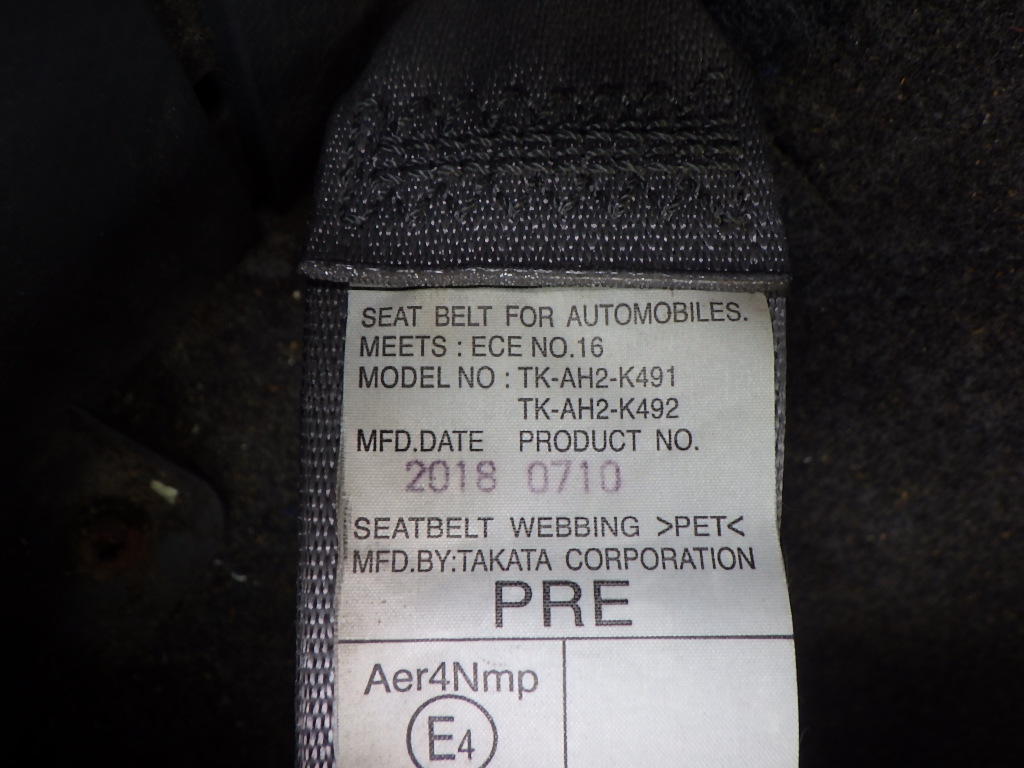 SEAT BELT FOR AUTOMOBILES.
MEETS : ECE NO.16
MODEL NO : TK-AH2-K491
TK-AH2-K492
MFD.DATE PRODUCT NO.
2018 0710
SEATBELT WEBBING >PET<
MFD.BY:TAKATA CORPORATION
PRE
Aer4Nmp
E4